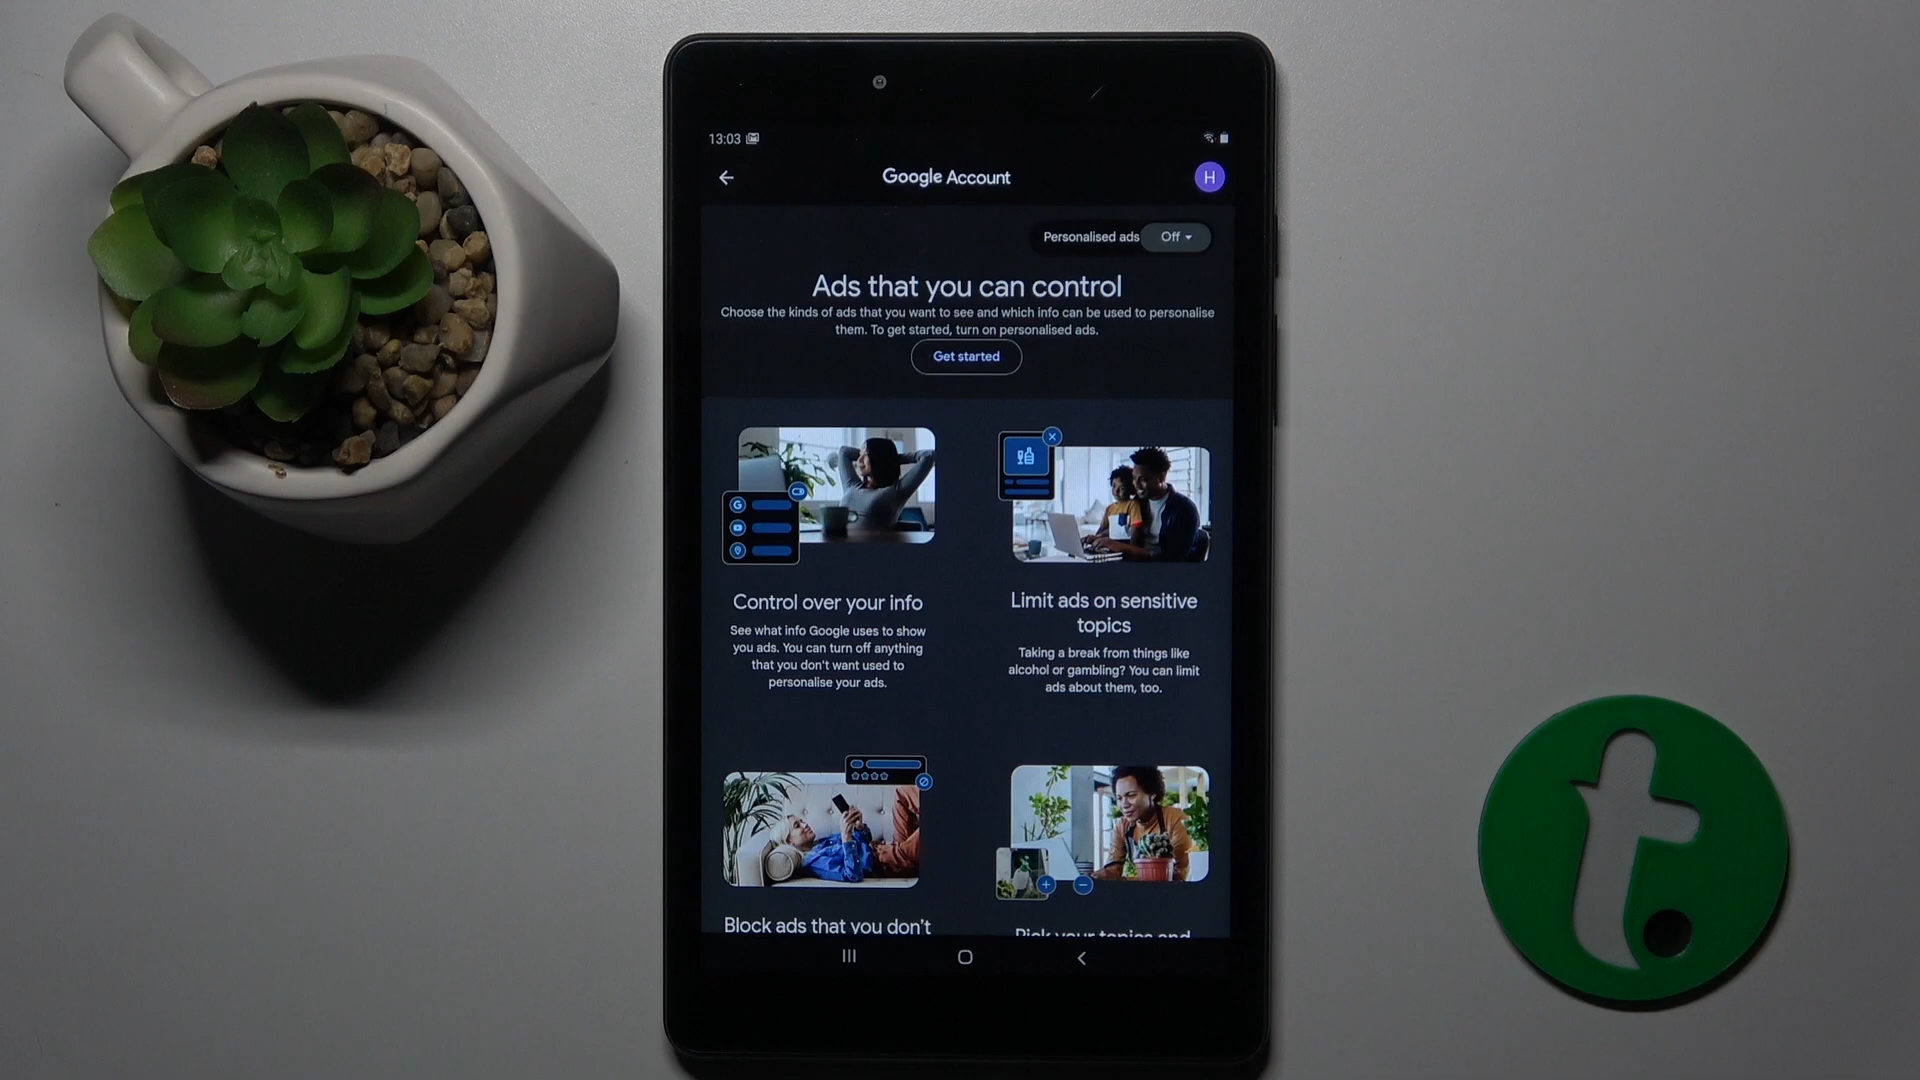 13:03
Google Account
H
Personalised ads Off
Ads that you can control
Choose the kinds of ads that you want to see and which info can be used to personalise
them. To get started, turn on personalised ads.
Get started
Control over your info
See what info Google uses to show
you ads. You can turn off anything
that you don't want used to
personalise your ads.
Limit ads on sensitive
topics
Taking a break from things like
alcohol or gambling? You can limit
ads about them, too.
Block ads that you don't
Pick your topics and